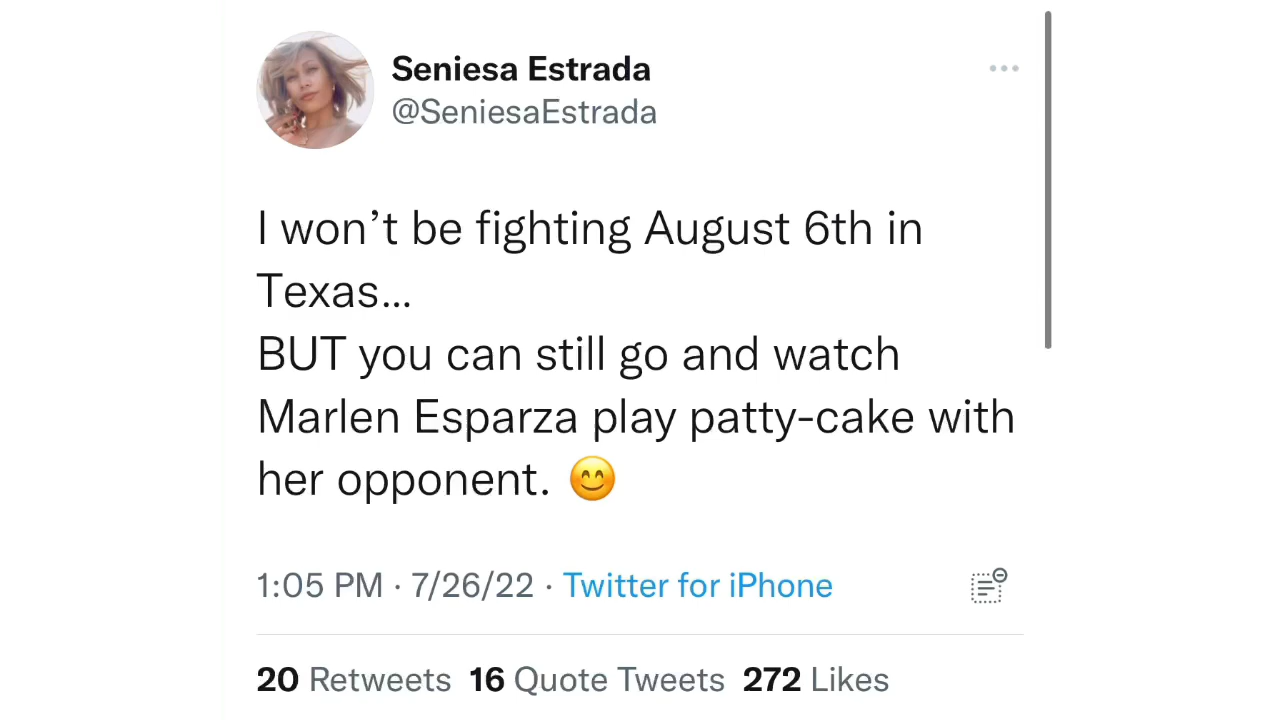 Seniesa Estrada
@SeniesaEstrada
I won’t be fighting August 6th in
Texas...
BUT you can still go and watch
Marlen Esparza play patty-cake with
her opponent. 😊
1:05 PM · 7/26/22 · Twitter for iPhone
20 Retweets 16 Quote Tweets 272 Likes